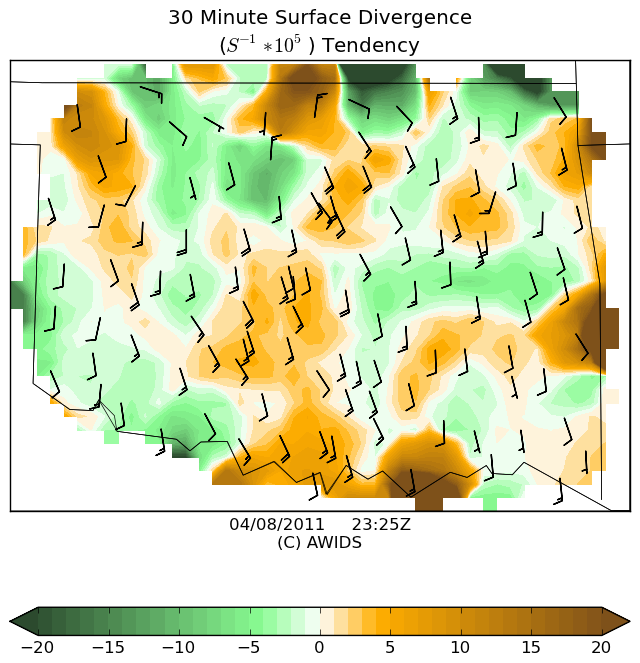 30 Minute Surface Divergence
(S⁻¹ * 10⁵ ) Tendency
04/08/2011 23:25Z
(C) AWIDS
−20 −15 −10 −5 0 5 10 15 20